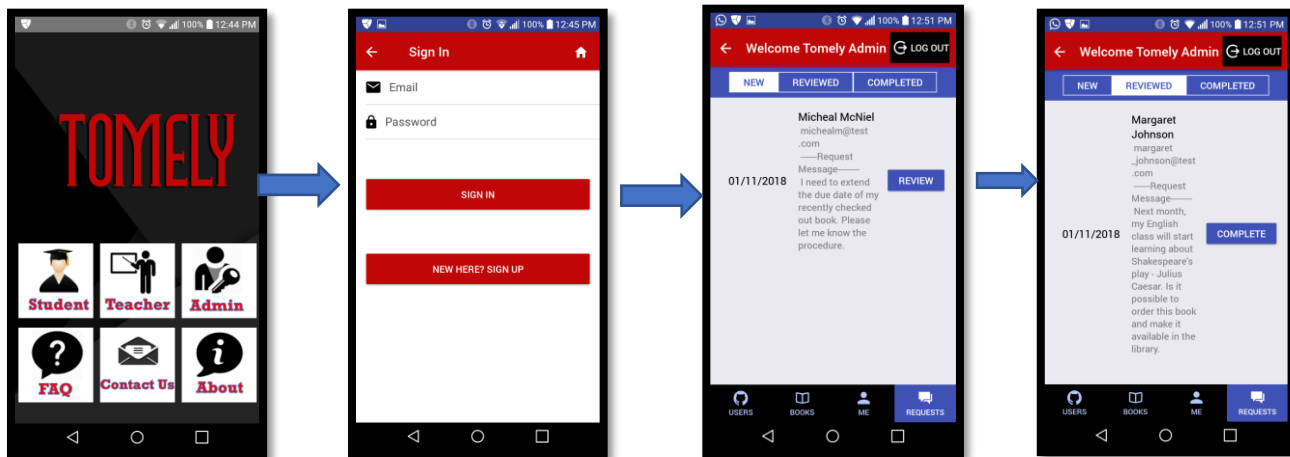 12:44 PM
100%
TOMELY
Student
Teacher
Admin
?
FAQ
Contact Us
i
About
100% 12:45 PM
Sign In
Email
Password
SIGN IN
NEW HERE? SIGN UP
100% 12:51 PM
Welcome Tomely Admin
LOG OUT
NEW
REVIEWED
COMPLETED
01/11/2018
Micheal McNiel
michealm@test
.com
-----Request
Message-------
I need to extend
the due date of my
recently checked
out book. Please
let me know the
procedure.
REVIEW
USERS
BOOKS
ME
REQUESTS
100% 12:51 PM
Welcome Tomely Admin
LOG OUT
NEW
REVIEWED
COMPLETED
01/11/2018
Margaret
Johnson
margaret
_johnson@test
.com
-----Request
Message-------
Next month,
my English
class will start
learning about
Shakespeare's
play - Julius
Caesar. Is it
possible to
order this book
and make it
available in the
library.
COMPLETE
USERS
BOOKS
ME
REQUESTS